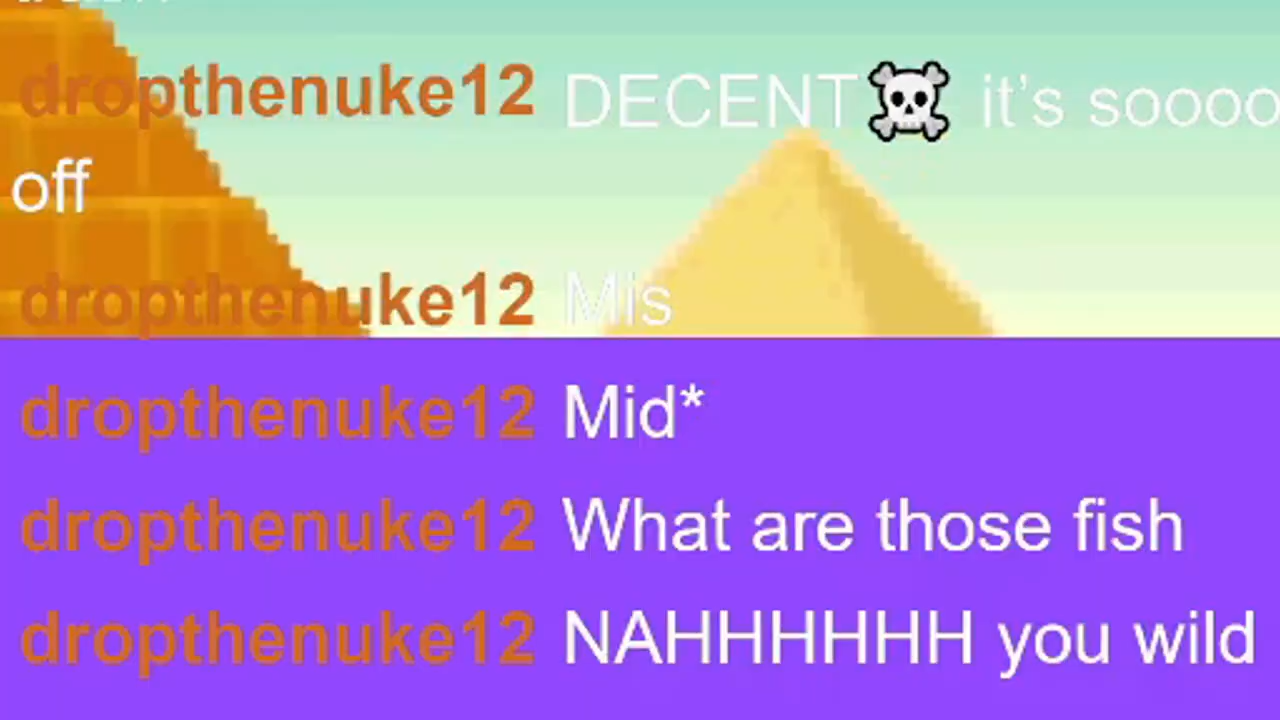 dropthenuke12 DECENT☠️ it’s soooo
off
dropthenuke12 Mis
dropthenuke12 Mid*
dropthenuke12 What are those fish
dropthenuke12 NAHHHHHH you wild